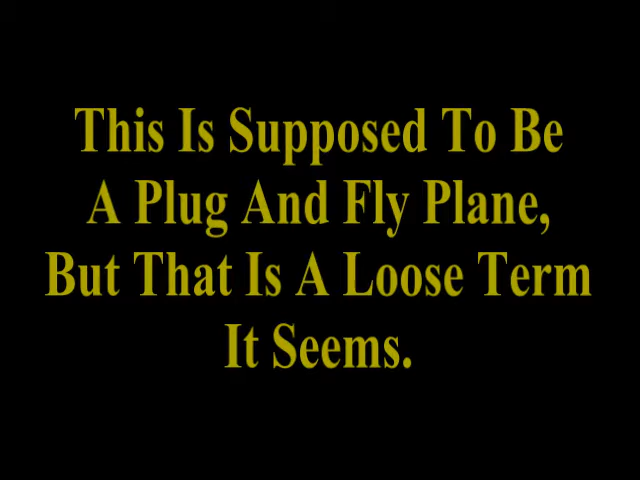 This Is Supposed To Be
A Plug And Fly Plane,
But That Is A Loose Term
It Seems.